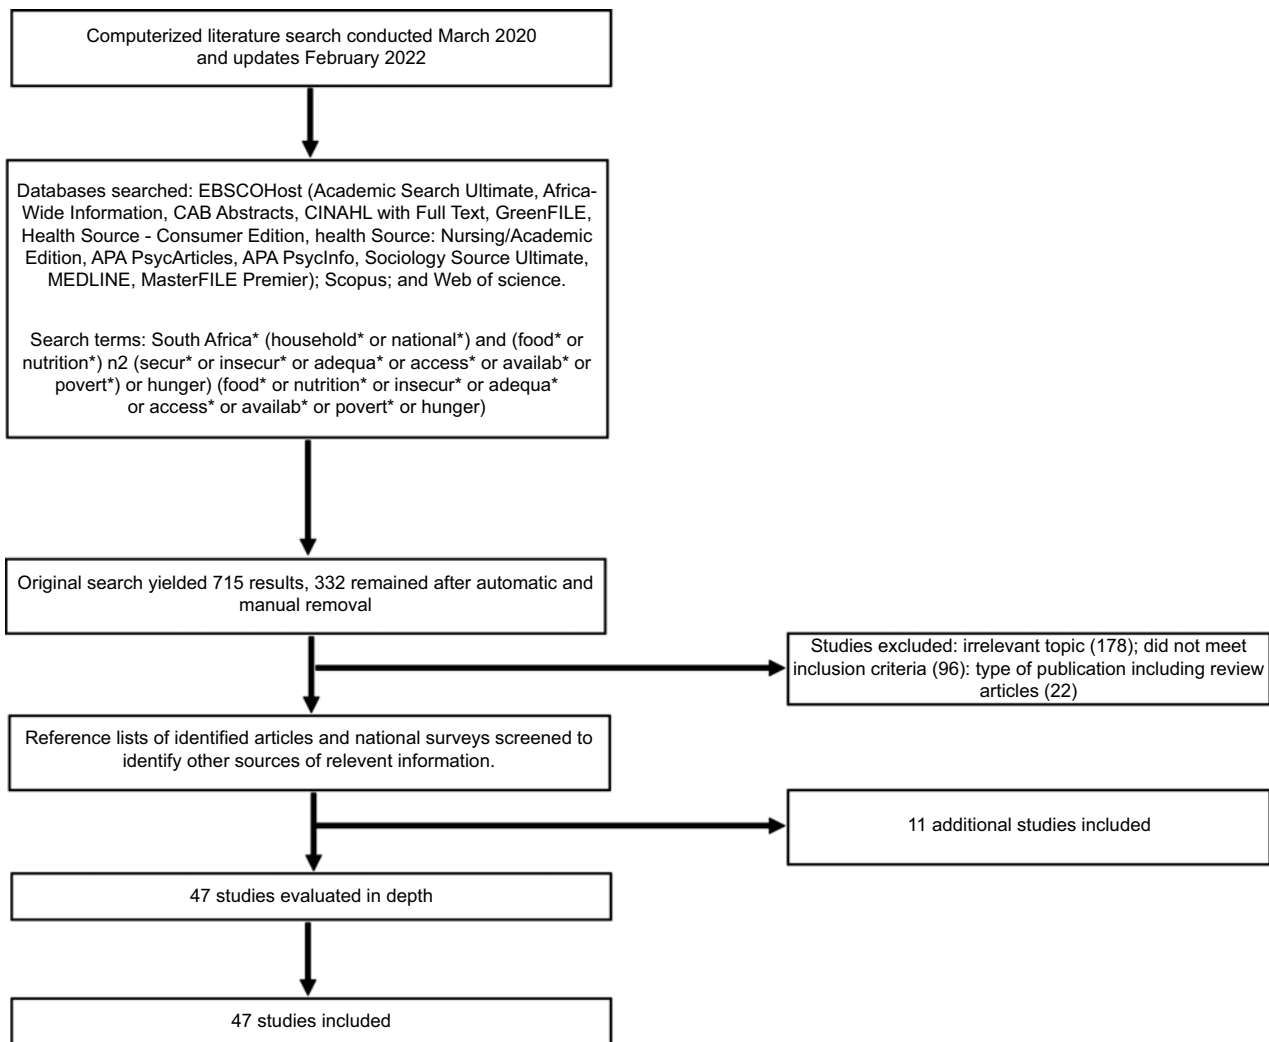 Computerized literature search conducted March 2020
and updates February 2022
Databases searched: EBSCOHost (Academic Search Ultimate, Africa-
Wide Information, CAB Abstracts, CINAHL with Full Text, GreenFILE,
Health Source - Consumer Edition, health Source: Nursing/Academic
Edition, APA PsycArticles, APA PsycInfo, Sociology Source Ultimate,
MEDLINE, MasterFILE Premier); Scopus; and Web of science.
Search terms: South Africa* (household* or national*) and (food* or
nutrition*) n2 (secur* or insecur* or adequa* or access* or availab* or
povert*) or hunger) (food* or nutrition* or insecur* or adequa*
or access* or availab* or povert* or hunger)
Original search yielded 715 results, 332 remained after automatic and
manual removal
Studies excluded: irrelevant topic (178); did not meet
inclusion criteria (96): type of publication including review
articles (22)
Reference lists of identified articles and national surveys screened to
identify other sources of relevent information.
11 additional studies included
47 studies evaluated in depth
47 studies included